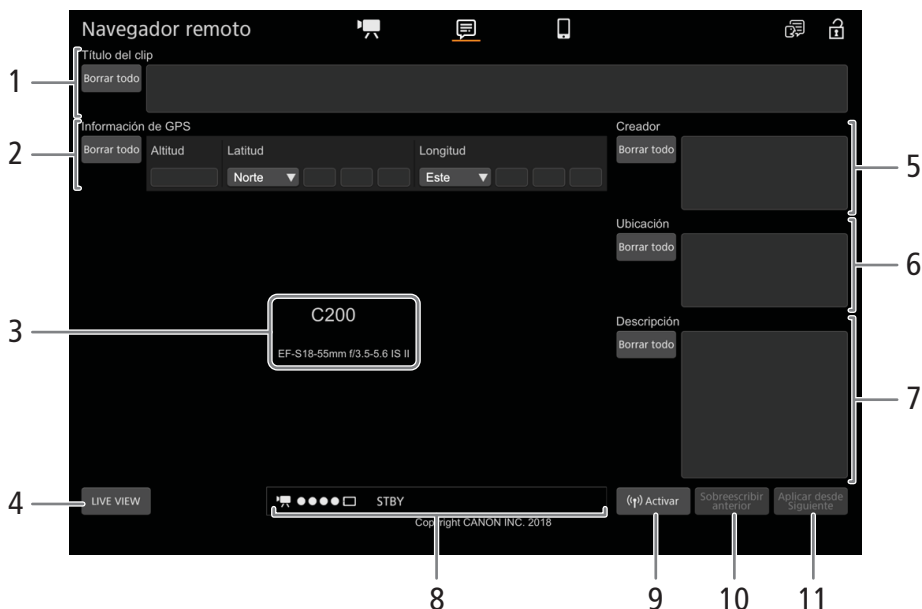 Navegador remoto
Título del clip
1
Borrar todo
Información de GPS
Creador
2
Borrar todo
Altitud
Latitud
Longitud
Norte
Este
Borrar todo
5
Ubicación
Borrar todo
6
3
C200
EF-S18-55mm f/3.5-5.6 IS II
Descripción
Borrar todo
7
4
LIVE VIEW
STBY
Activar
Sobreescribir
anterior
Aplicar desde
Siguiente
Copyright CANON INC. 2018
8
9
10
11